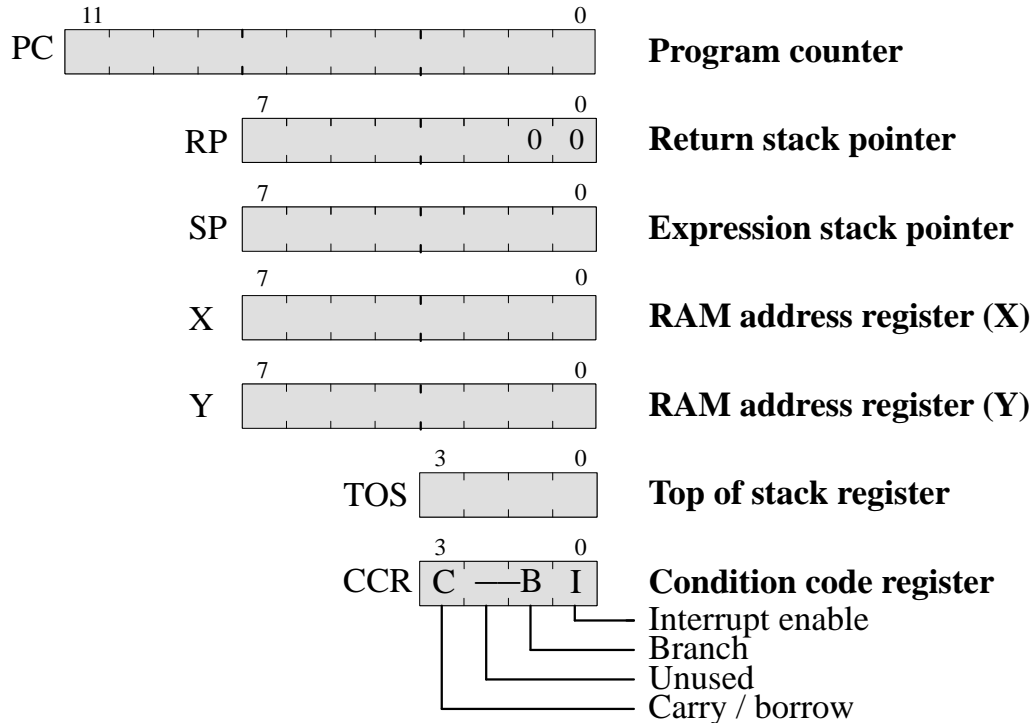 11 0
PC Program counter
7 0
RP 0 0 Return stack pointer
7 0
SP Expression stack pointer
7 0
X RAM address register (X)
7 0
Y RAM address register (Y)
3 0
TOS Top of stack register
3 0
CCR C –– B I Condition code register
Interrupt enable
Branch
Unused
Carry / borrow